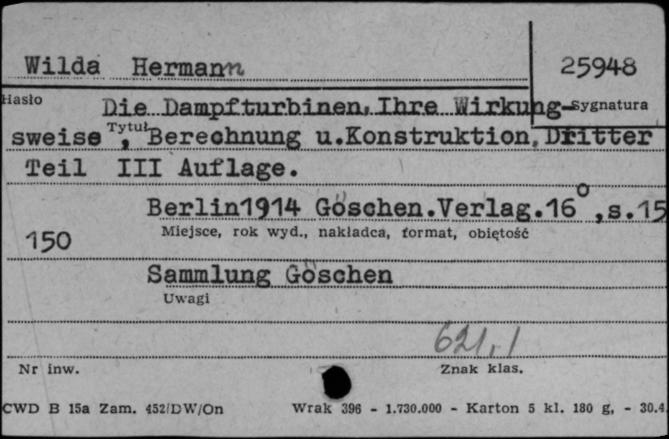 Wilda Hermann 25948
Hasło Die Dampfturbinen, Ihre Wirkung- Sygnatura
sweise Tytuł, Berechnung u.Konstruktion, Dritter
Teil III Auflage.
Berlin1914 Göschen.Verlag.16°,s.15
150 Miejsce, rok wyd., nakładca, format, objętość
Sammlung Göschen
Uwagi
621.1
Nr inw. Znak klas.
CWD B 15a Zam. 452/DW/On Wrak 396 - 1.730.000 - Karton 5 kl. 180 g, - 30.4.